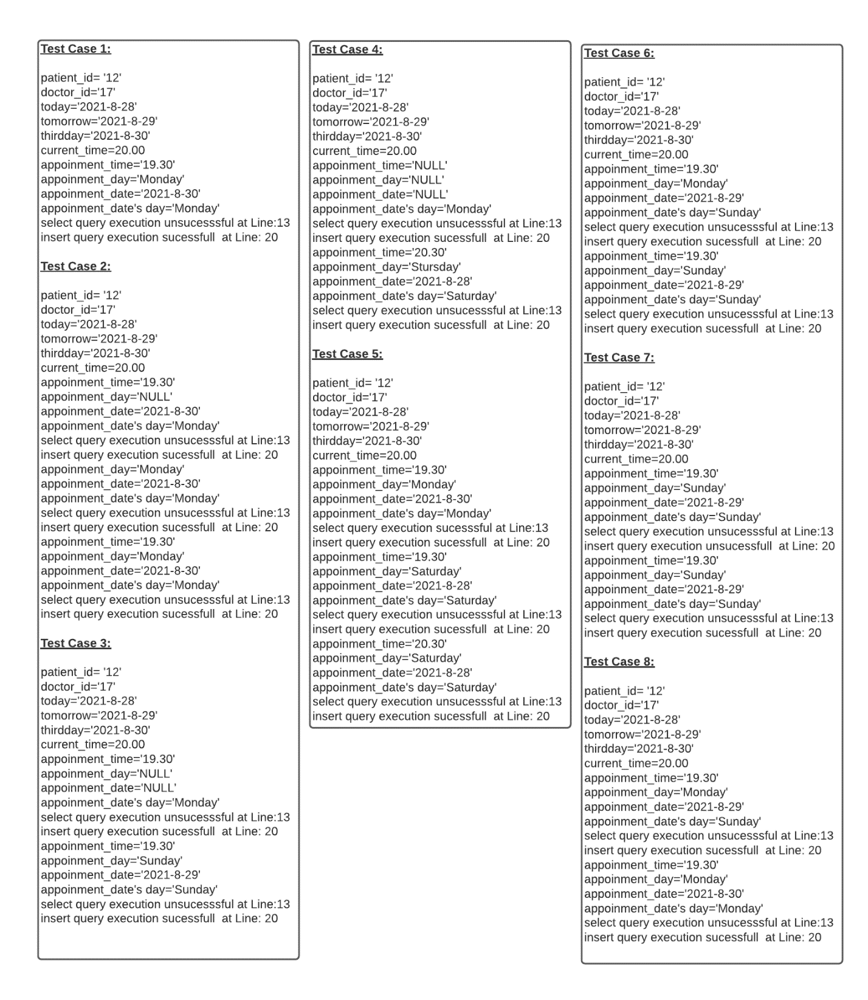 Test Case 1:
patient_id= '12'
doctor_id='17'
today='2021-8-28'
tomorrow='2021-8-29'
thirdday='2021-8-30'
current_time=20.00
appoinment_time='19.30'
appoinment_day='Monday'
appoinment_date='2021-8-30'
appoinment_date's day='Monday'
select query execution unsucesssful at Line:13
insert query execution sucessfull  at Line: 20
Test Case 2:
patient_id= '12'
doctor_id='17'
today='2021-8-28'
tomorrow='2021-8-29'
thirdday='2021-8-30'
current_time=20.00
appoinment_time='19.30'
appoinment_day='NULL'
appoinment_date='2021-8-30'
appoinment_date's day='Monday'
select query execution unsucesssful at Line:13
insert query execution sucessfull  at Line: 20
appoinment_day='Monday'
appoinment_date='2021-8-30'
appoinment_date's day='Monday'
select query execution unsucesssful at Line:13
insert query execution sucessfull  at Line: 20
appoinment_time='19.30'
appoinment_day='Monday'
appoinment_date='2021-8-30'
appoinment_date's day='Monday'
select query execution unsucesssful at Line:13
insert query execution sucessfull  at Line: 20
Test Case 3:
patient_id= '12'
doctor_id='17'
today='2021-8-28'
tomorrow='2021-8-29'
thirdday='2021-8-30'
current_time=20.00
appoinment_time='19.30'
appoinment_day='NULL'
appoinment_date='NULL'
appoinment_date's day='Monday'
select query execution unsucesssful at Line:13
insert query execution sucessfull  at Line: 20
appoinment_time='19.30'
appoinment_day='Sunday'
appoinment_date='2021-8-29'
appoinment_date's day='Sunday'
select query execution unsucesssful at Line:13
insert query execution sucessfull  at Line: 20
Test Case 4:
patient_id= '12'
doctor_id='17'
today='2021-8-28'
tomorrow='2021-8-29'
thirdday='2021-8-30'
current_time=20.00
appoinment_time='NULL'
appoinment_day='NULL'
appoinment_date='NULL'
appoinment_date's day='Monday'
select query execution unsucesssful at Line:13
insert query execution sucessfull  at Line: 20
appoinment_time='20.30'
appoinment_day='Stursday'
appoinment_date='2021-8-28'
appoinment_date's day='Saturday'
select query execution unsucesssful at Line:13
insert query execution sucessfull  at Line: 20
Test Case 5:
patient_id= '12'
doctor_id='17'
today='2021-8-28'
tomorrow='2021-8-29'
thirdday='2021-8-30'
current_time=20.00
appoinment_time='19.30'
appoinment_day='Monday'
appoinment_date='2021-8-30'
appoinment_date's day='Monday'
select query execution sucesssful at Line:13
insert query execution sucessfull  at Line: 20
appoinment_time='19.30'
appoinment_day='Saturday'
appoinment_date='2021-8-28'
appoinment_date's day='Saturday'
select query execution unsucesssful at Line:13
insert query execution sucessfull  at Line: 20
appoinment_time='20.30'
appoinment_day='Saturday'
appoinment_date='2021-8-28'
appoinment_date's day='Saturday'
select query execution unsucesssful at Line:13
insert query execution sucessfull  at Line: 20
Test Case 6:
patient_id= '12'
doctor_id='17'
today='2021-8-28'
tomorrow='2021-8-29'
thirdday='2021-8-30'
current_time=20.00
appoinment_time='19.30'
appoinment_day='Monday'
appoinment_date='2021-8-29'
appoinment_date's day='Sunday'
select query execution unsucesssful at Line:13
insert query execution sucessfull  at Line: 20
appoinment_time='19.30'
appoinment_day='Sunday'
appoinment_date='2021-8-29'
appoinment_date's day='Sunday'
select query execution unsucesssful at Line:13
insert query execution sucessfull  at Line: 20
Test Case 7:
patient_id= '12'
doctor_id='17'
today='2021-8-28'
tomorrow='2021-8-29'
thirdday='2021-8-30'
current_time=20.00
appoinment_time='19.30'
appoinment_day='Sunday'
appoinment_date='2021-8-29'
appoinment_date's day='Sunday'
select query execution unsucesssful at Line:13
insert query execution unsucessfull  at Line: 20
appoinment_time='19.30'
appoinment_day='Sunday'
appoinment_date='2021-8-29'
appoinment_date's day='Sunday'
select query execution unsucesssful at Line:13
insert query execution sucessfull  at Line: 20
Test Case 8:
patient_id= '12'
doctor_id='17'
today='2021-8-28'
tomorrow='2021-8-29'
thirdday='2021-8-30'
current_time=20.00
appoinment_time='19.30'
appoinment_day='Monday'
appoinment_date='2021-8-29'
appoinment_date's day='Sunday'
select query execution unsucesssful at Line:13
insert query execution sucessfull  at Line: 20
appoinment_time='19.30'
appoinment_day='Monday'
appoinment_date='2021-8-30'
appoinment_date's day='Monday'
select query execution unsucesssful at Line:13
insert query execution sucessfull  at Line: 20